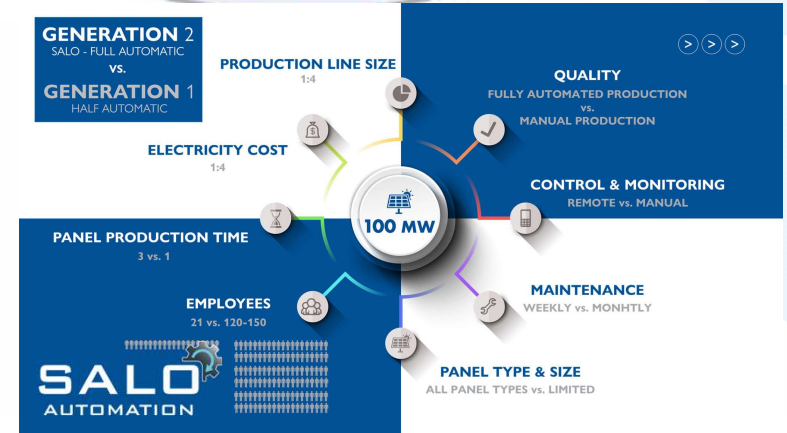 GENERATION 2
SALO - FULL AUTOMATIC
vs.
GENERATION 1
HALF AUTOMATIC
PRODUCTION LINE SIZE
1:4
ELECTRICITY COST
1:4
PANEL PRODUCTION TIME
3 vs. 1
EMPLOYEES
21 vs. 120-150
QUALITY
FULLY AUTOMATED PRODUCTION
vs.
MANUAL PRODUCTION
CONTROL & MONITORING
REMOTE vs. MANUAL
MAINTENANCE
WEEKLY vs. MONHTLY
PANEL TYPE & SIZE
ALL PANEL TYPES vs. LIMITED
100 MW
SALO
AUTOMATION